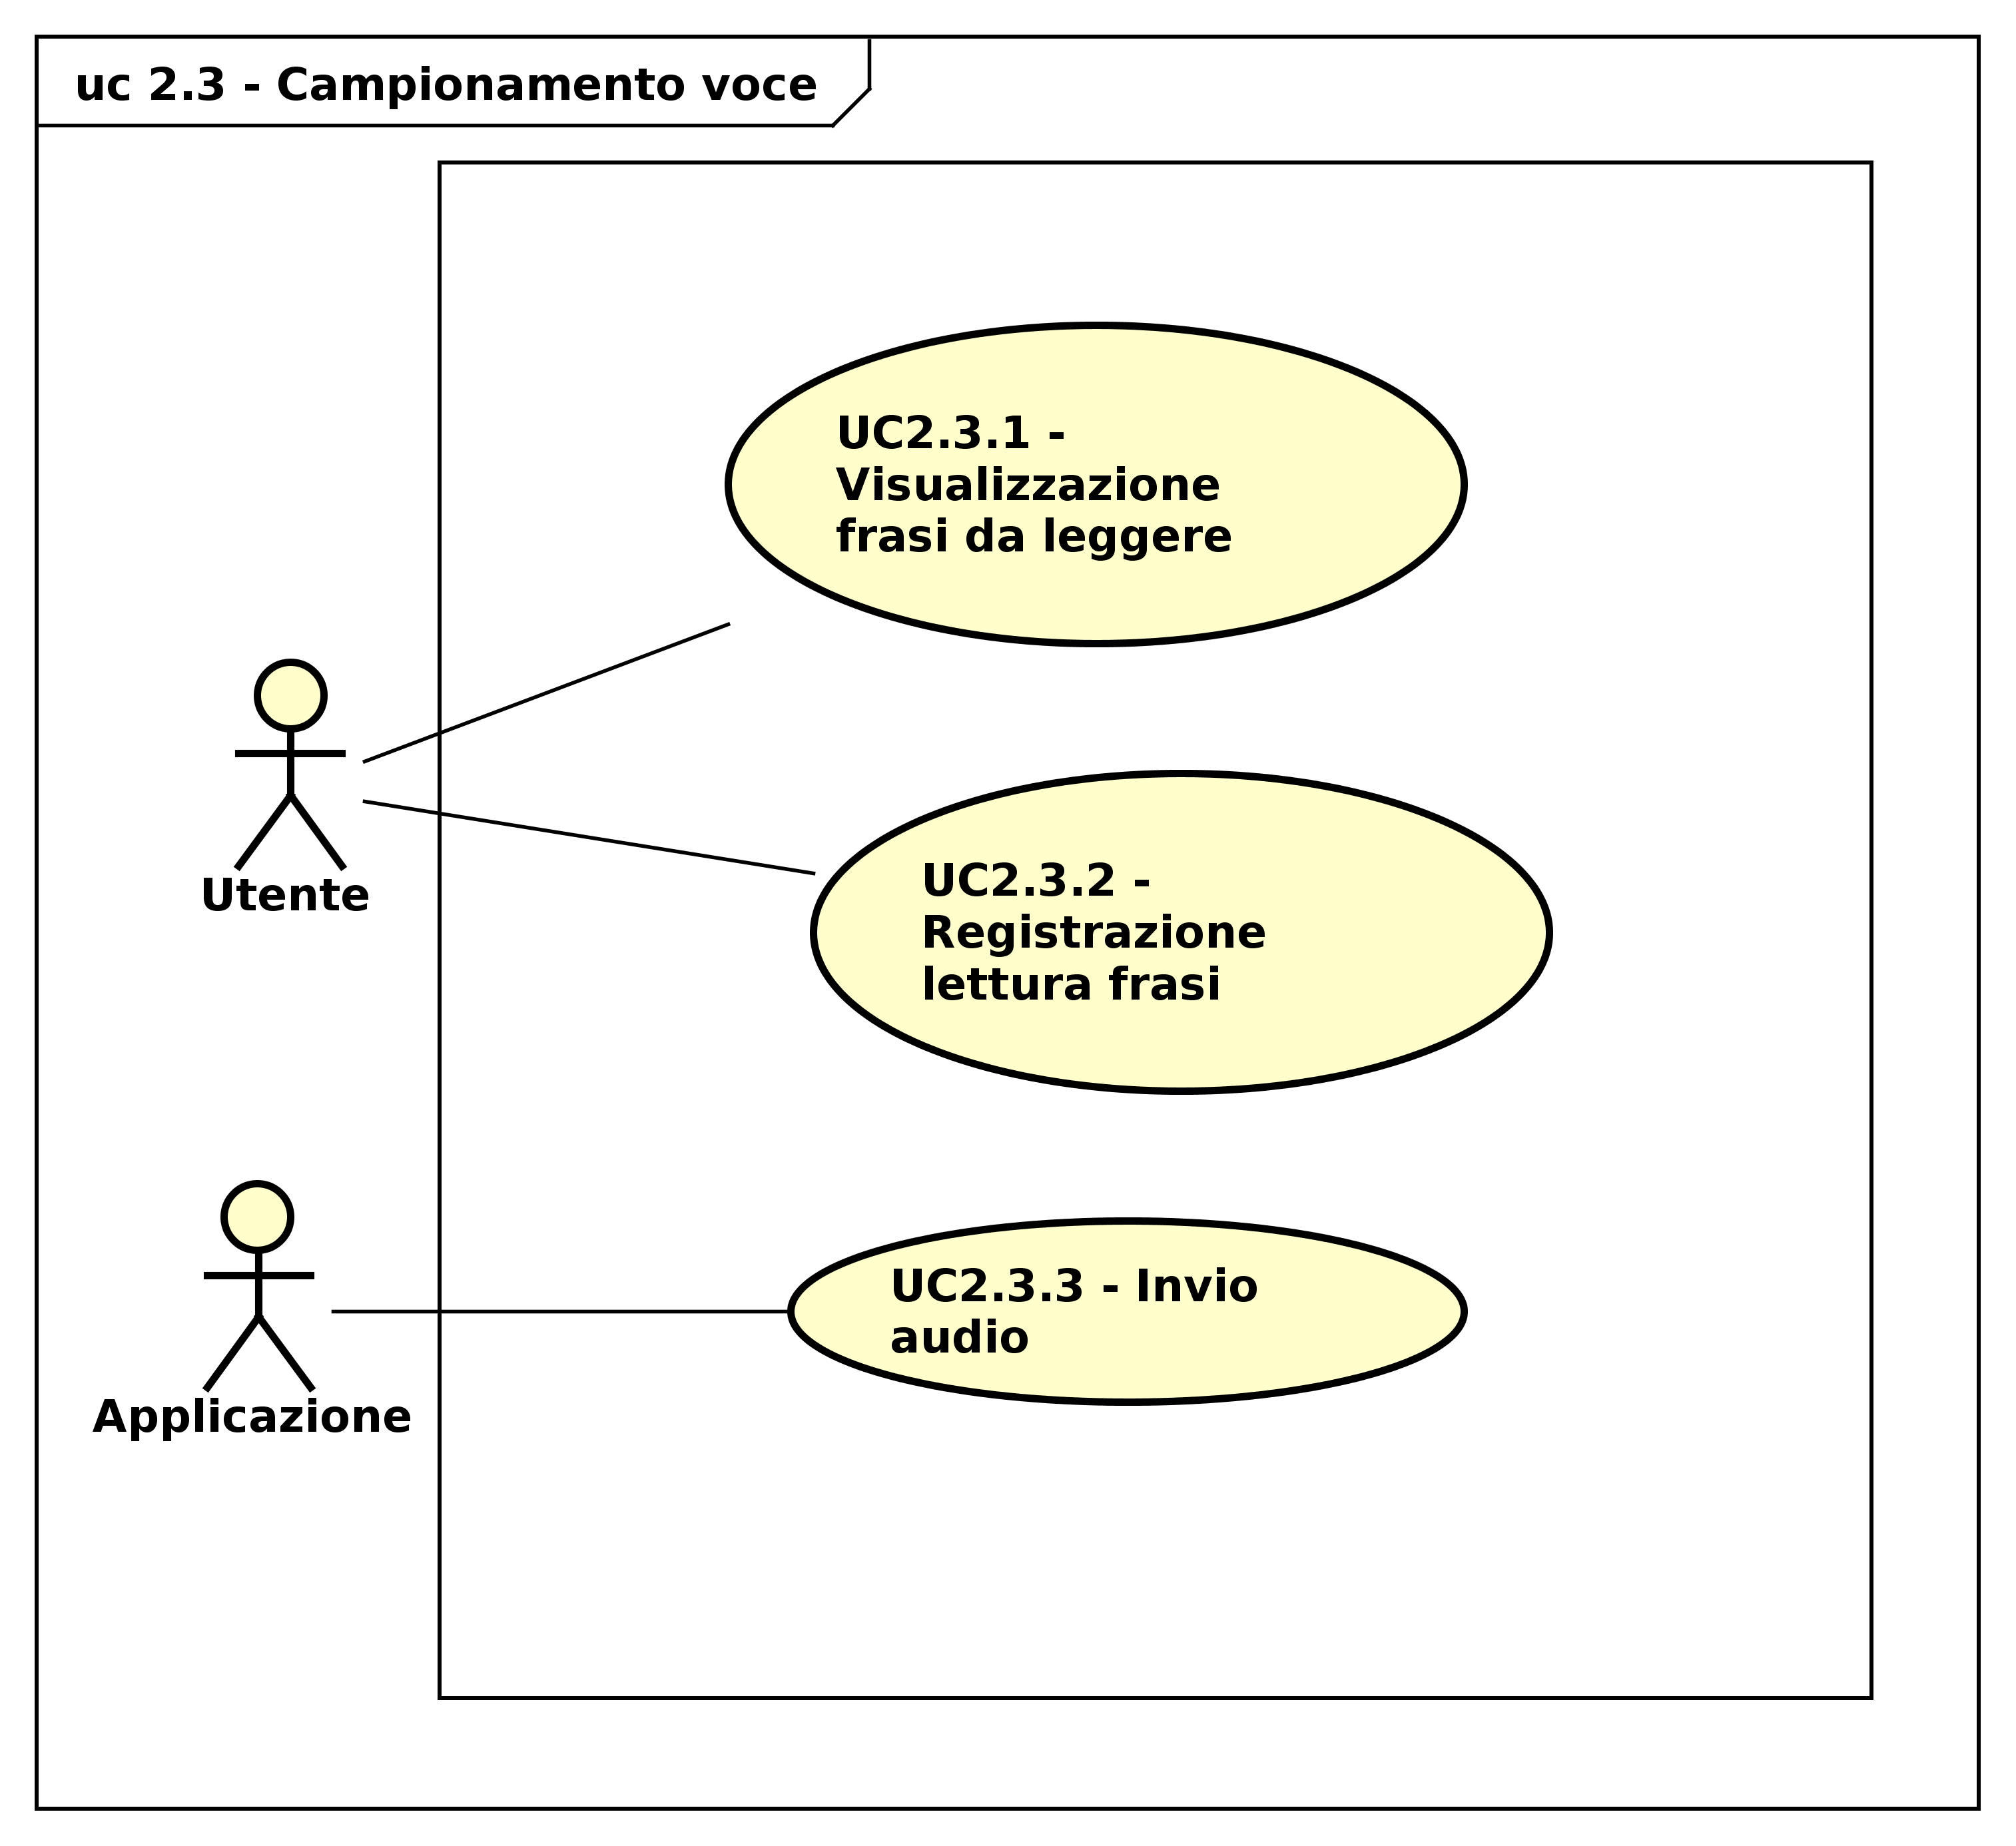 uc 2.3 - Campionamento voce
UC2.3.1 -
Visualizzazione
frasi da leggere
Utente
UC2.3.2 -
Registrazione
lettura frasi
UC2.3.3 - Invio
audio
Applicazione